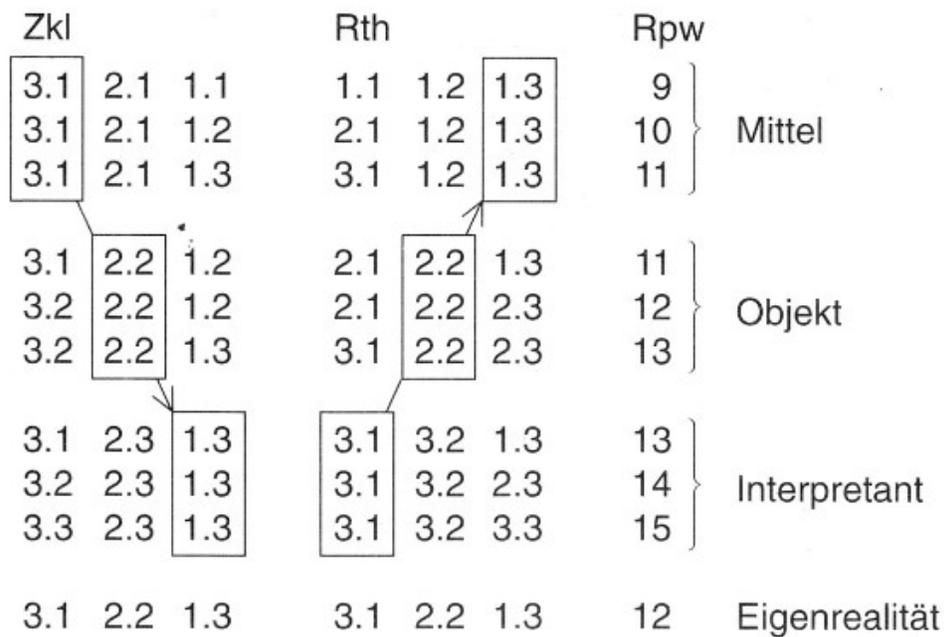 Zkl Rth Rpw
3.1 2.1 1.1 1.1 1.2 1.3 9
3.1 2.1 1.2 2.1 1.2 1.3 10 Mittel
3.1 2.1 1.3 3.1 1.2 1.3 11
3.1 2.2 1.2 2.1 2.2 1.3 11
3.2 2.2 1.2 2.1 2.2 2.3 12 Objekt
3.2 2.2 1.3 3.1 2.2 2.3 13
3.1 2.3 1.3 3.1 3.2 1.3 13
3.2 2.3 1.3 3.1 3.2 2.3 14 Interpretant
3.3 2.3 1.3 3.1 3.2 3.3 15
3.1 2.2 1.3 3.1 2.2 1.3 12 Eigenrealität